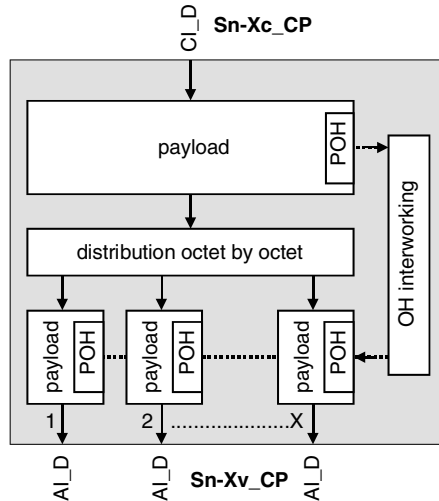 CI_D Sn-Xc_CP
payload
POH
OH interworking
distribution octet by octet
payload POH payload POH payload POH
1 2 .....................X
AI_D AI_D AI_D
Sn-Xv_CP